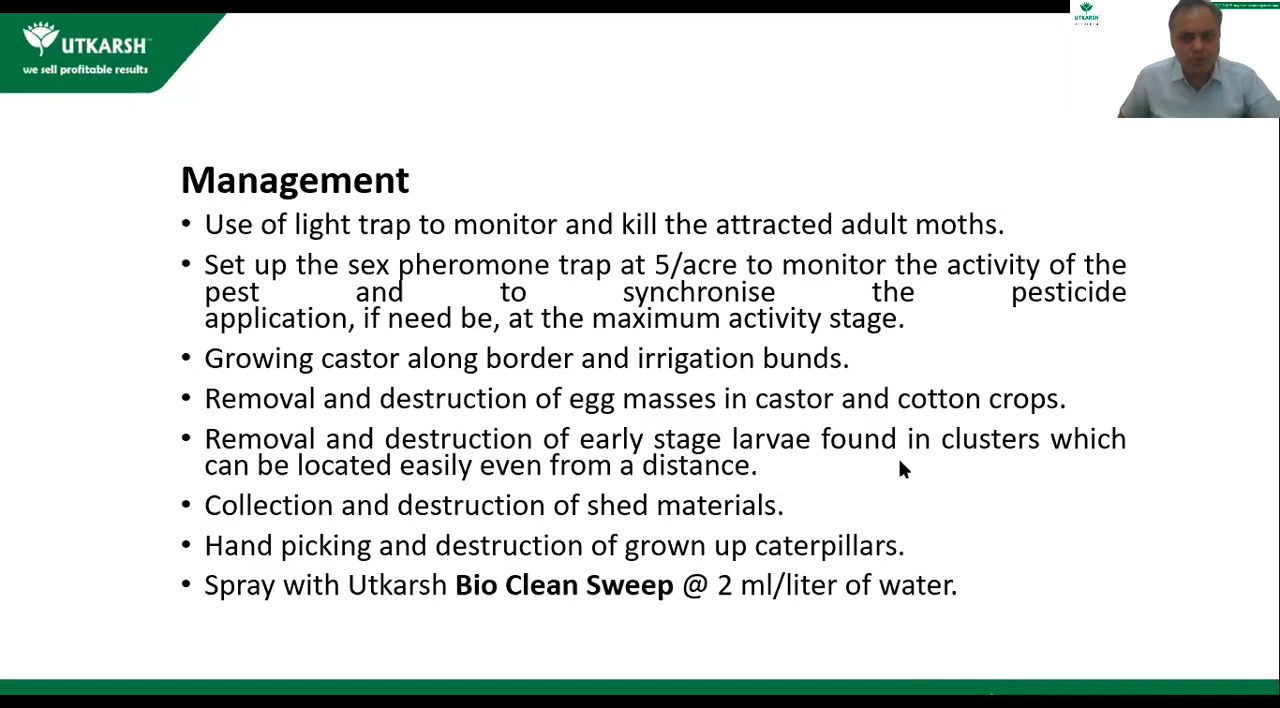 UTKARSH
we sell profitable results
UTKARSH
Management
• Use of light trap to monitor and kill the attracted adult moths.
• Set up the sex pheromone trap at 5/acre to monitor the activity of the
pest and to synchronise the pesticide
application, if need be, at the maximum activity stage.
• Growing castor along border and irrigation bunds.
• Removal and destruction of egg masses in castor and cotton crops.
• Removal and destruction of early stage larvae found in clusters which
can be located easily even from a distance.
• Collection and destruction of shed materials.
• Hand picking and destruction of grown up caterpillars.
• Spray with Utkarsh Bio Clean Sweep @ 2 ml/liter of water.